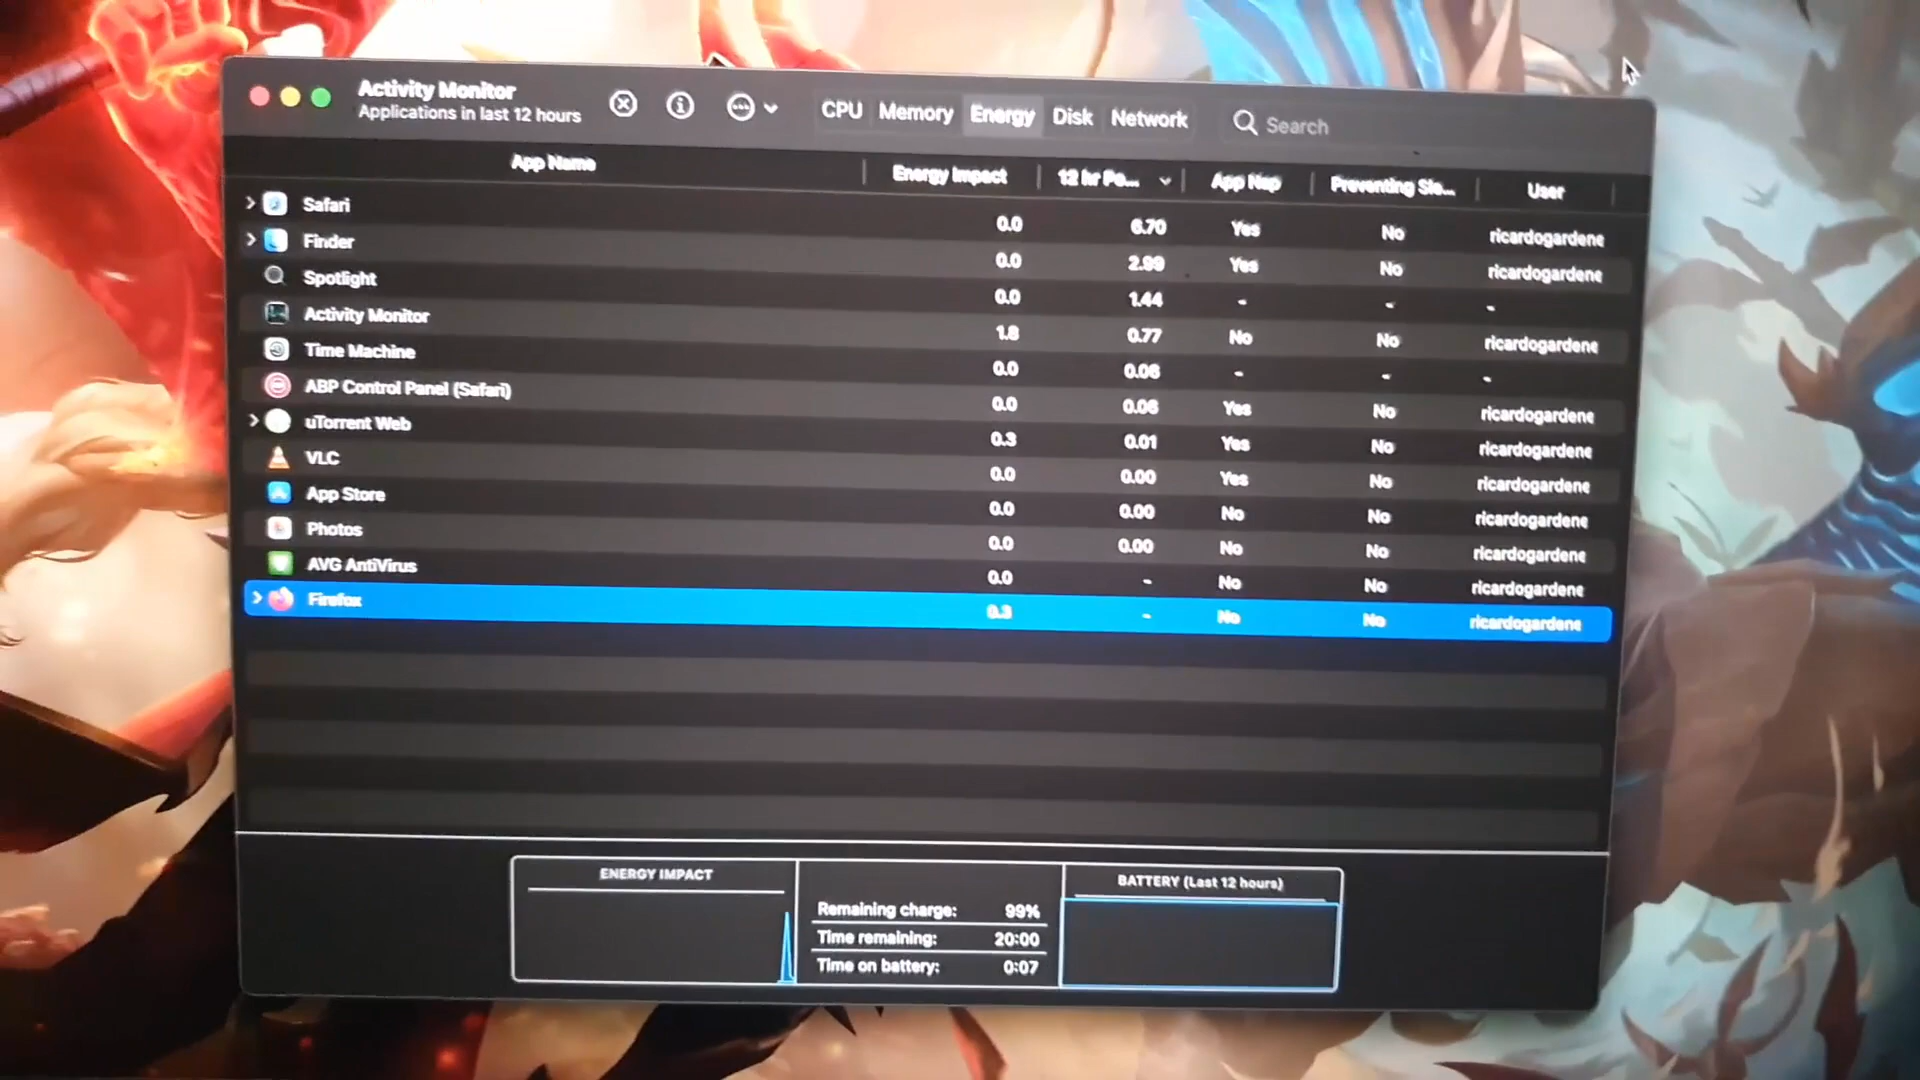 Activity Monitor
Applications in last 12 hours
CPU Memory Energy Disk Network Search
App Name Energy Impact 12 hr Po... App Nap Preventing Sle... User
Safari 0.0 6.70 Yes No ricardogardene
Finder 0.0 2.99 Yes No ricardogardene
Spotlight 0.0 1.44 - - -
Activity Monitor 1.8 0.77 No No ricardogardene
Time Machine 0.0 0.06 - - -
ABP Control Panel (Safari) 0.0 0.06 Yes No ricardogardene
uTorrent Web 0.3 0.01 Yes No ricardogardene
VLC 0.0 0.00 Yes No ricardogardene
App Store 0.0 0.00 No No ricardogardene
Photos 0.0 0.00 No No ricardogardene
AVG AntiVirus 0.0 - No No ricardogardene
Firefox 0.3 - No No ricardogardene
ENERGY IMPACT
Remaining charge: 99%
Time remaining: 20:00
Time on battery: 0:07
BATTERY (Last 12 hours)